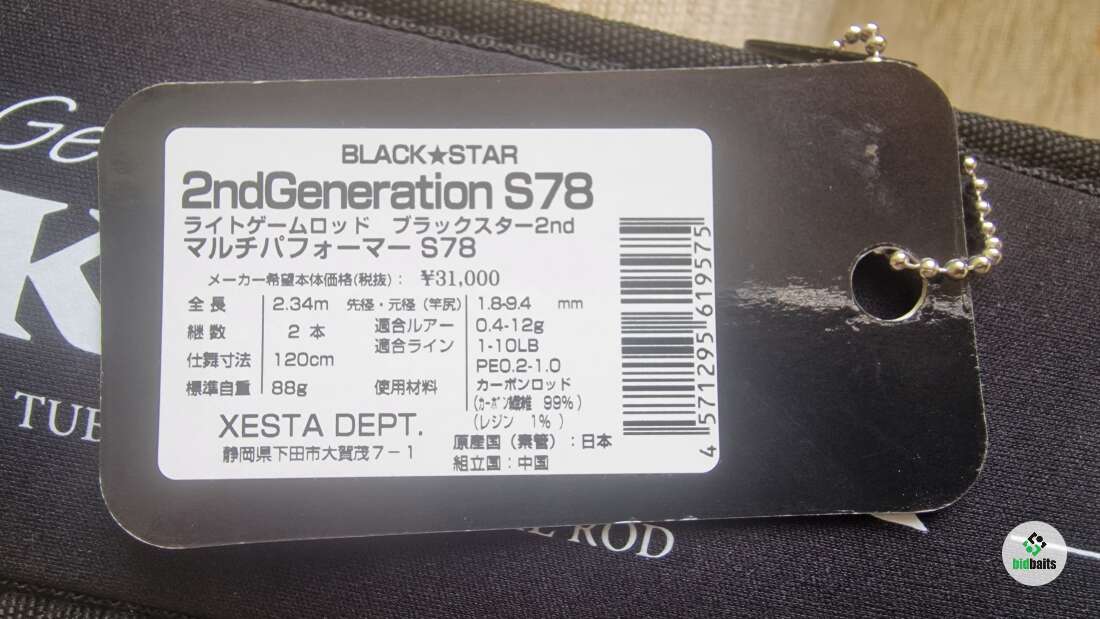 Ge
K
TUBE
BLACK★STAR
2ndGeneration S78
ライトゲームロッド ブラックスター2nd
マルチパフォーマー S78
メーカー希望本体価格(税抜): ¥31,000
全長 2.34m 先径・元径(竿尻) 1.8-9.4 mm
継数 2 本 適合ルアー 0.4-12g
適合ライン 1-10LB
仕舞寸法 120cm PE0.2-1.0
標準自重 88g 使用材料 カーボンロッド
(カーボン繊維 99%)
(レジン 1%)
XESTA DEPT.
静岡県下田市大賀茂7-1
原産国(素管):日本
組立国:中国
4571295619575
ROD
bidbaits